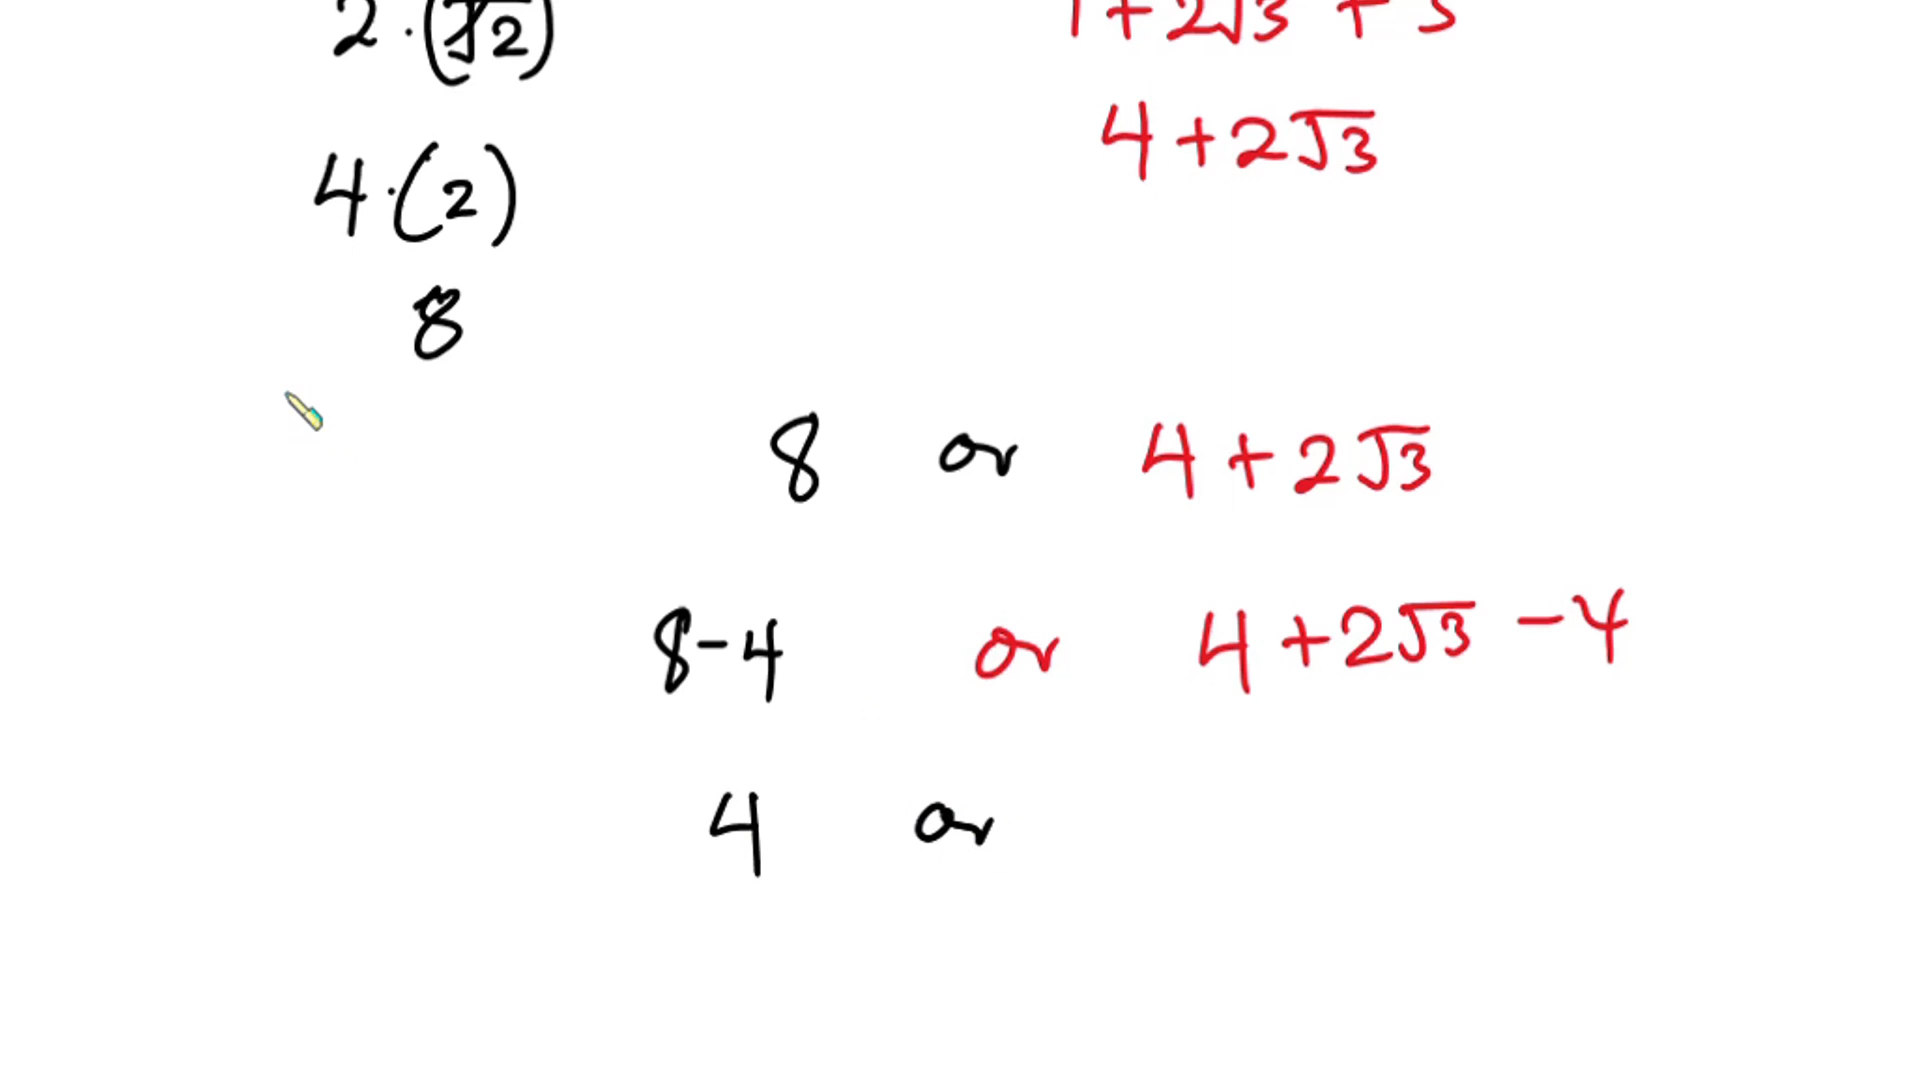 2 · (√2)
1 + 2√3 + 3
4 + 2√3
4 · (2)
8
8 or 4 + 2√3
8 - 4 or 4 + 2√3 - 4
4 or